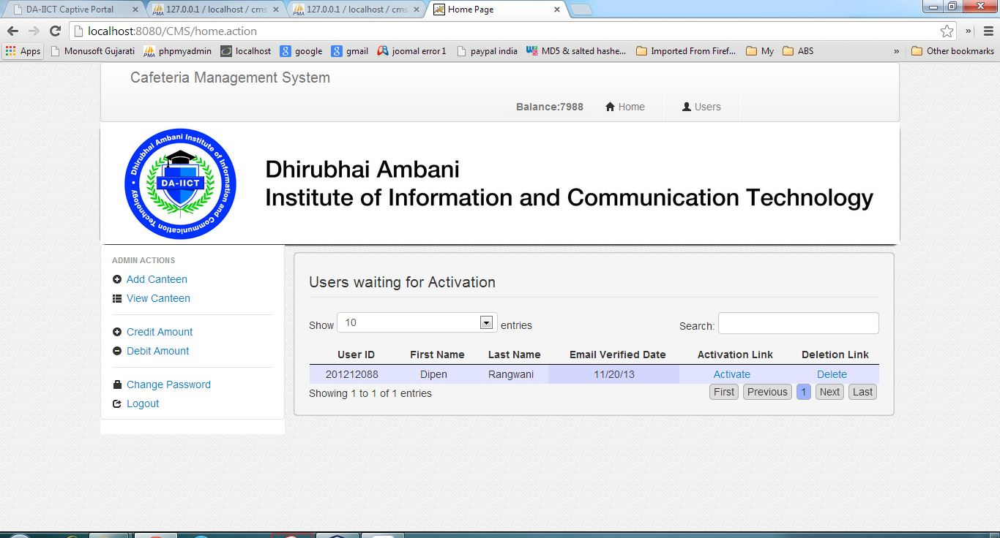 DA-IICT Captive Portal
127.0.0.1 / localhost / cms
127.0.0.1 / localhost / cms
Home Page
localhost:8080/CMS/home.action
Apps
Monusoft Gujarati
phpmyadmin
localhost
google
gmail
joomal error1
paypal india
MD5 & salted hashe...
Imported From Firef...
My
ABS
»
Other bookmarks
Cafeteria Management System
Balance:7988
Home
Users
Dhirubhai Ambani Institute of Information and Communication Technology
DA-IICT
Dhirubhai Ambani
Institute of Information and Communication Technology
ADMIN ACTIONS
Add Canteen
View Canteen
Credit Amount
Debit Amount
Change Password
Logout
Users waiting for Activation
Show 10 entries
Search:
User ID First Name Last Name Email Verified Date Activation Link Deletion Link
201212088 Dipen Rangwani 11/20/13 Activate Delete
Showing 1 to 1 of 1 entries
First Previous 1 Next Last